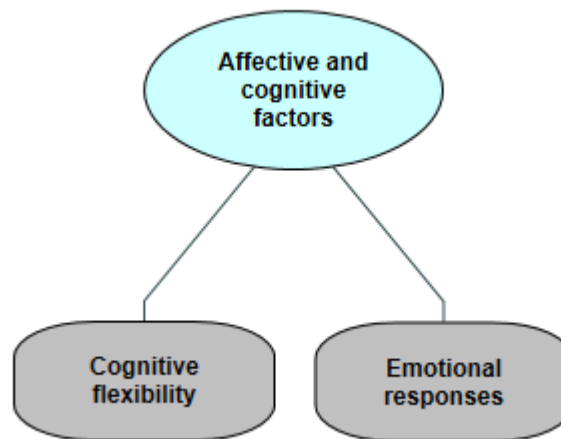 Affective and
cognitive
factors
Cognitive
flexibility
Emotional
responses